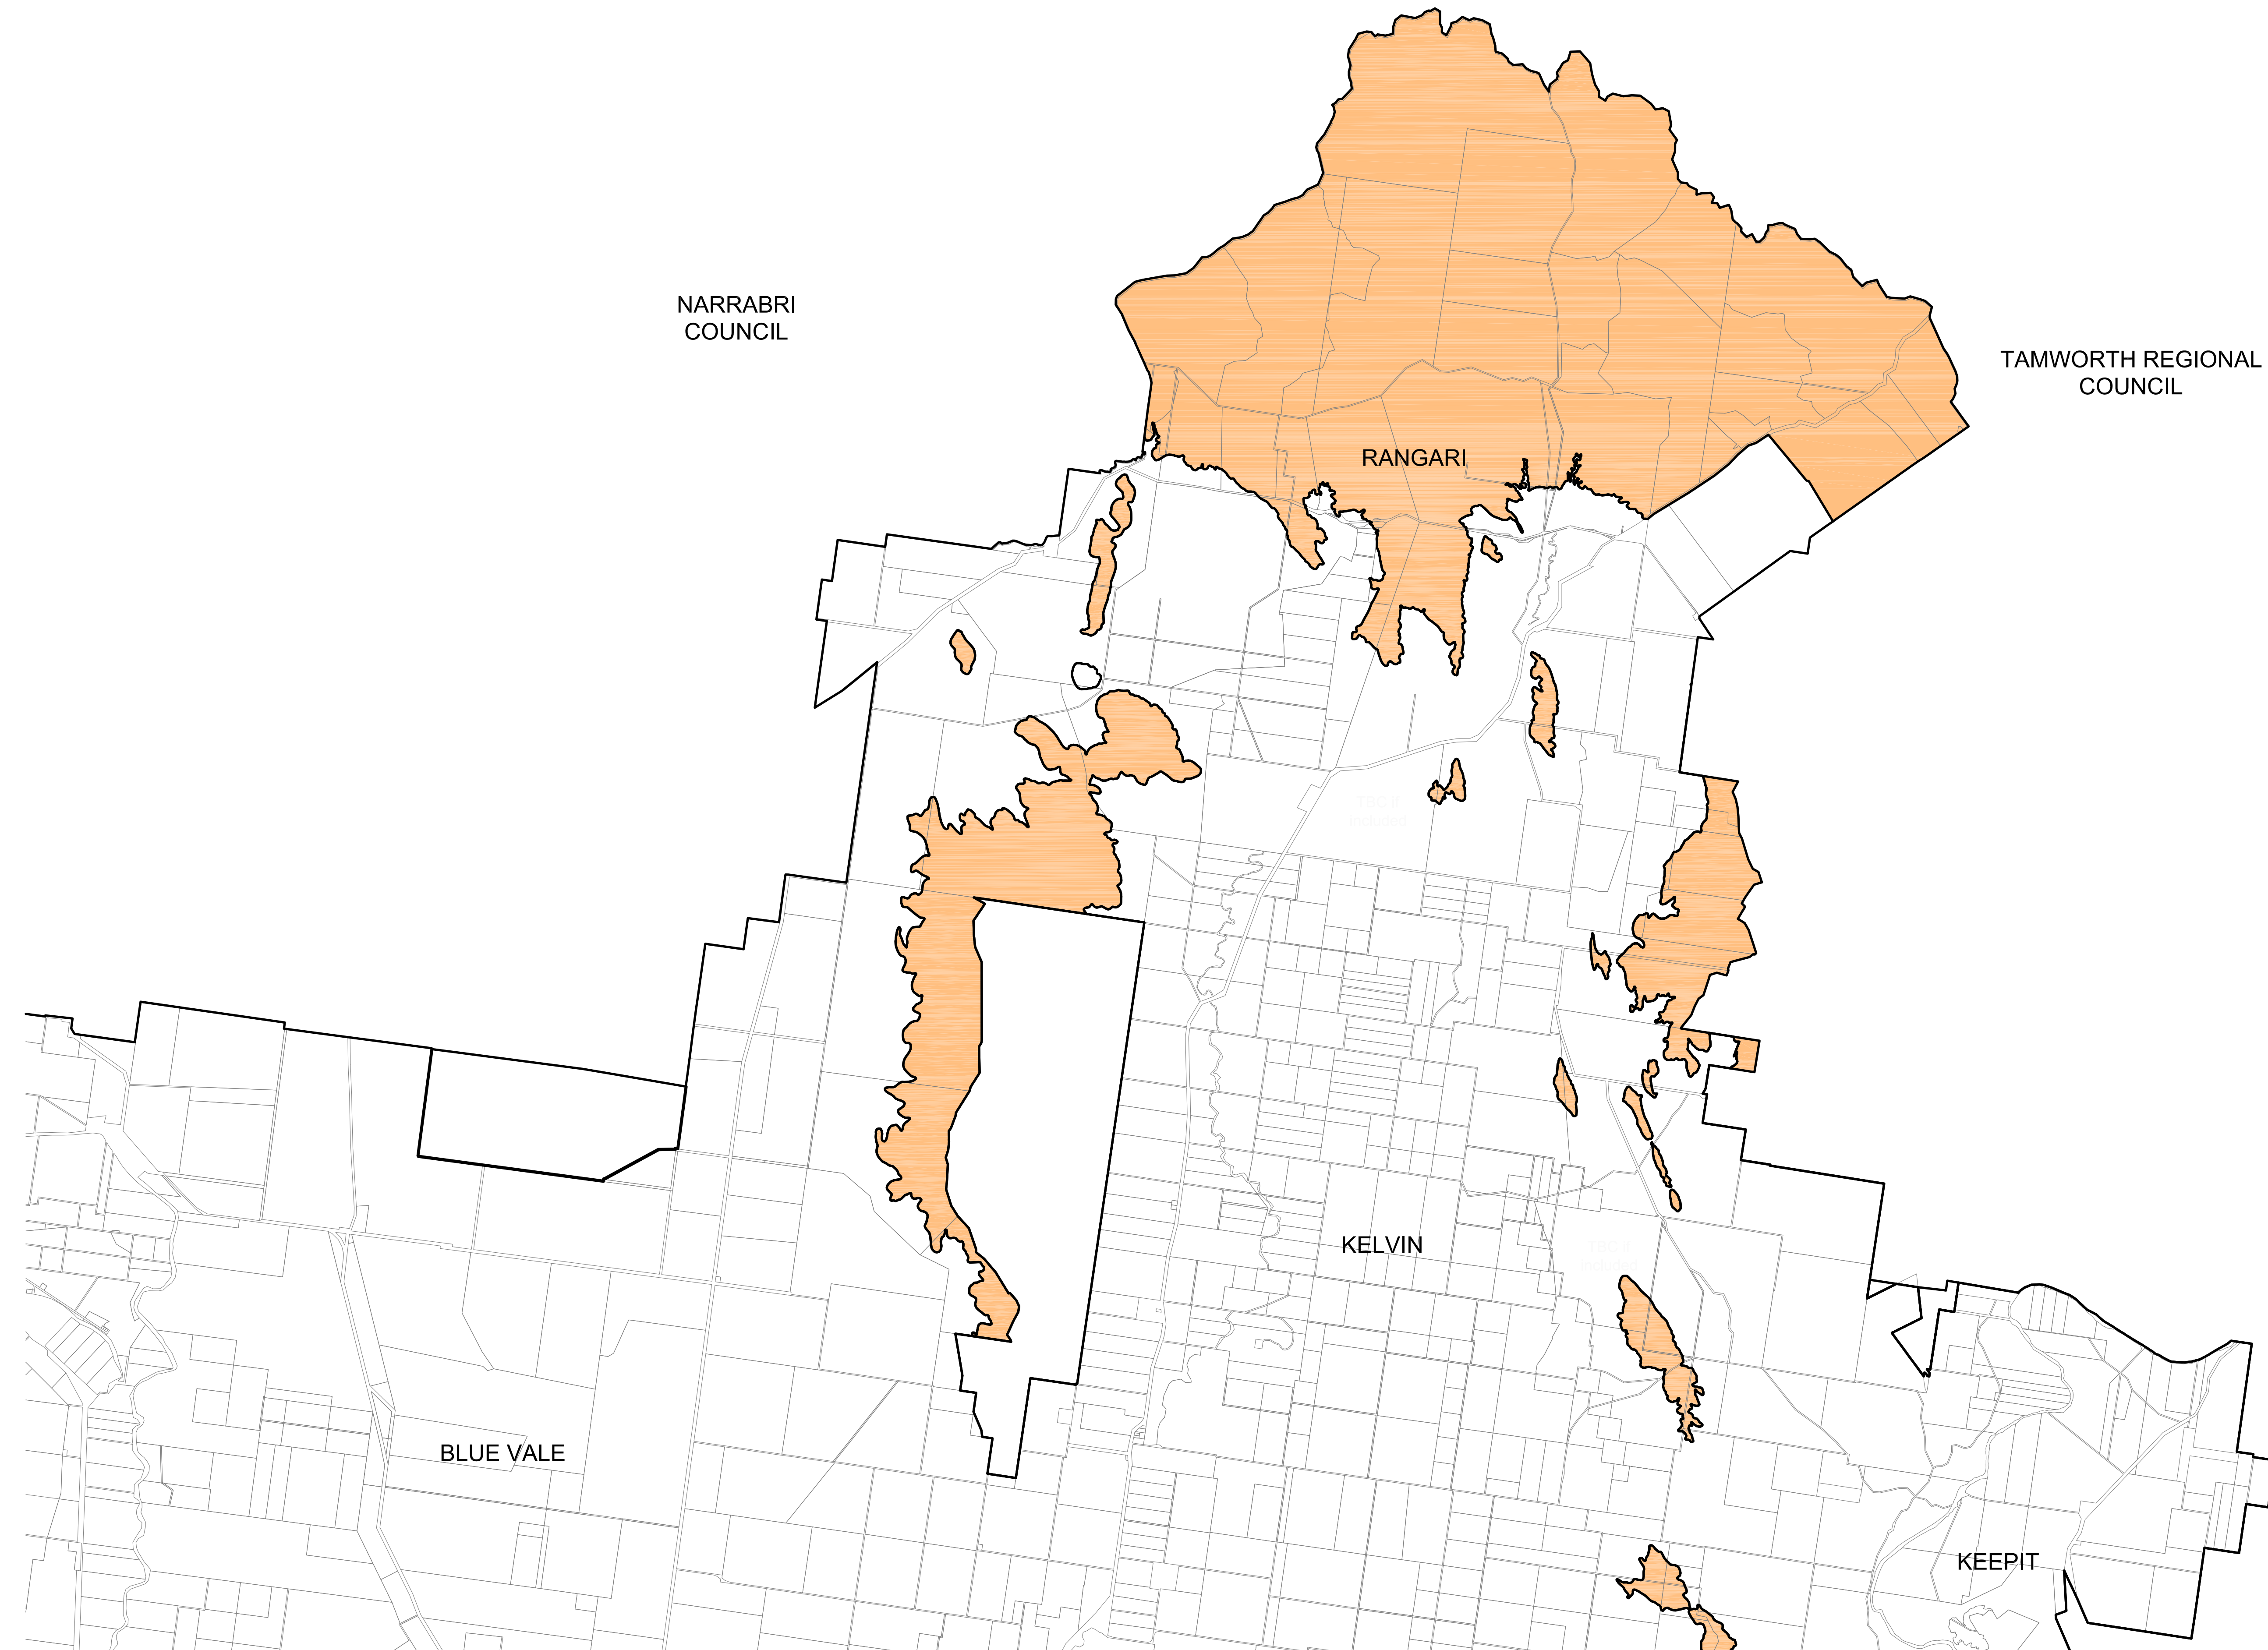 NARRABRI
COUNCIL
TAMWORTH REGIONAL
COUNCIL
RANGARI
KELVIN
BLUE VALE
KEEPIT